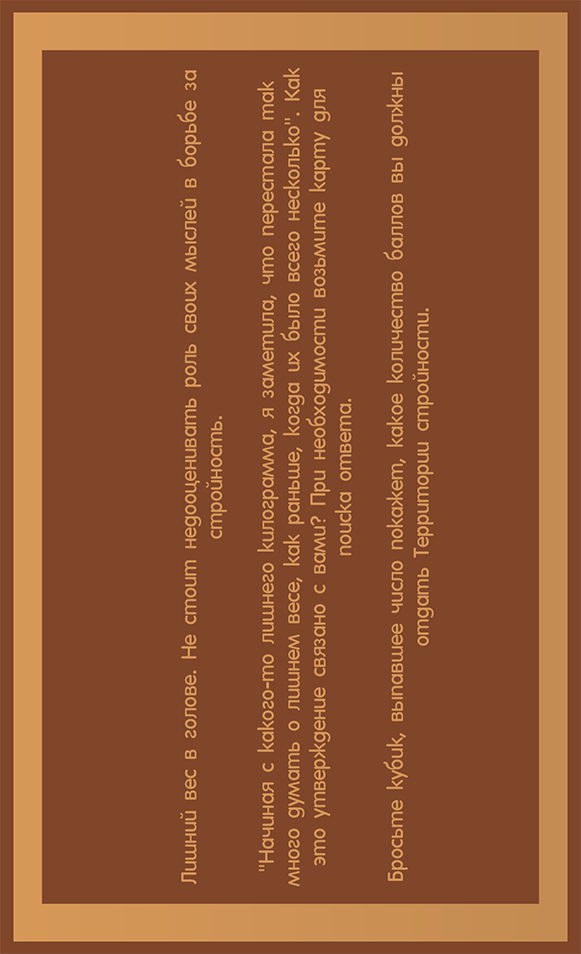 Лишний вес в голове. Не стоит недооценивать роль своих мыслей в борьбе за
стройность.
"Начиная с какого-то лишнего килограмма, я заметила, что перестала так
много думать о лишнем весе, как раньше, когда их было всего несколько". Как
это утверждение связано с вами? При необходимости возьмите карту для
поиска ответа.
Бросьте кубик, выпавшее число покажет, какое количество баллов вы должны
отдать Территории стройности.